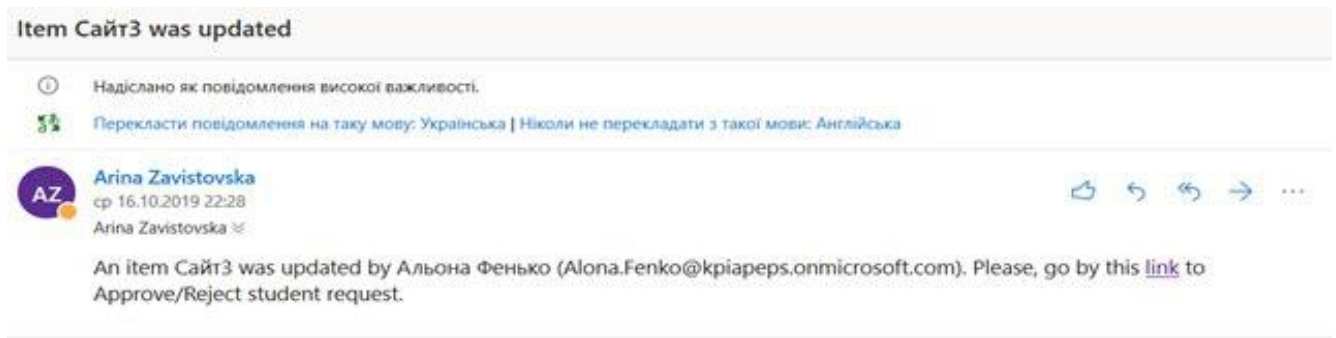 Item Сайт3 was updated
Надіслано як повідомлення високої важливості.
Перекласти повідомлення на таку мову: Українська | Ніколи не перекладати з такої мови: Англійська
AZ
Arina Zavistovska
ср 16.10.2019 22:28
Arina Zavistovska
An item Сайт3 was updated by Альона Фенько (Alona.Fenko@kpiapeps.onmicrosoft.com). Please, go by this link to
Approve/Reject student request.